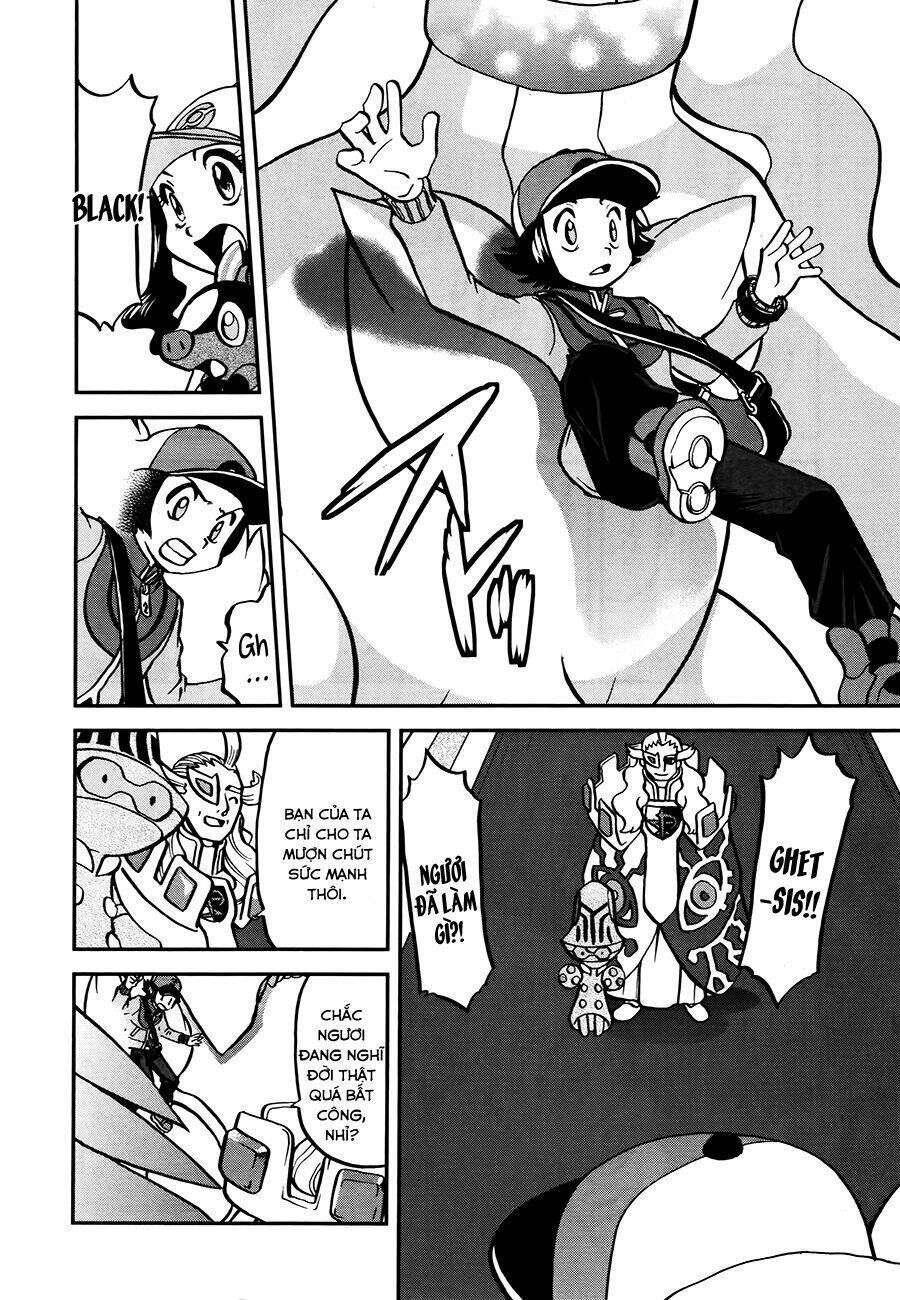 BLACK!
Gh
...
GHET
-SIS!!
NGƯƠI
ĐÃ LÀM
GÌ?!
BẠN CỦA TA
CHỈ CHO TA
MƯỢN CHÚT
SỨC MẠNH
THÔI.
CHẮC
NGƯƠI
ĐANG NGHĨ
ĐỜI THẬT
QUÁ BẤT
CÔNG,
NHỈ?